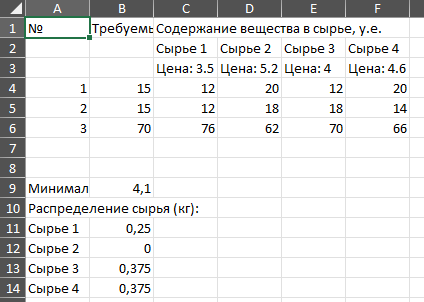 A B C D E F
1 № Требуемь Содержание вещества в сырье, у.е.
2 Сырье 1 Сырье 2 Сырье 3 Сырье 4
3 Цена: 3.5 Цена: 5.2 Цена: 4 Цена: 4.6
4 1 15 12 20 12 20
5 2 15 12 18 18 14
6 3 70 76 62 70 66
7
8
9 Минимал 4,1
10 Распределение сырья (кг):
11 Сырье 1 0,25
12 Сырье 2 0
13 Сырье 3 0,375
14 Сырье 4 0,375